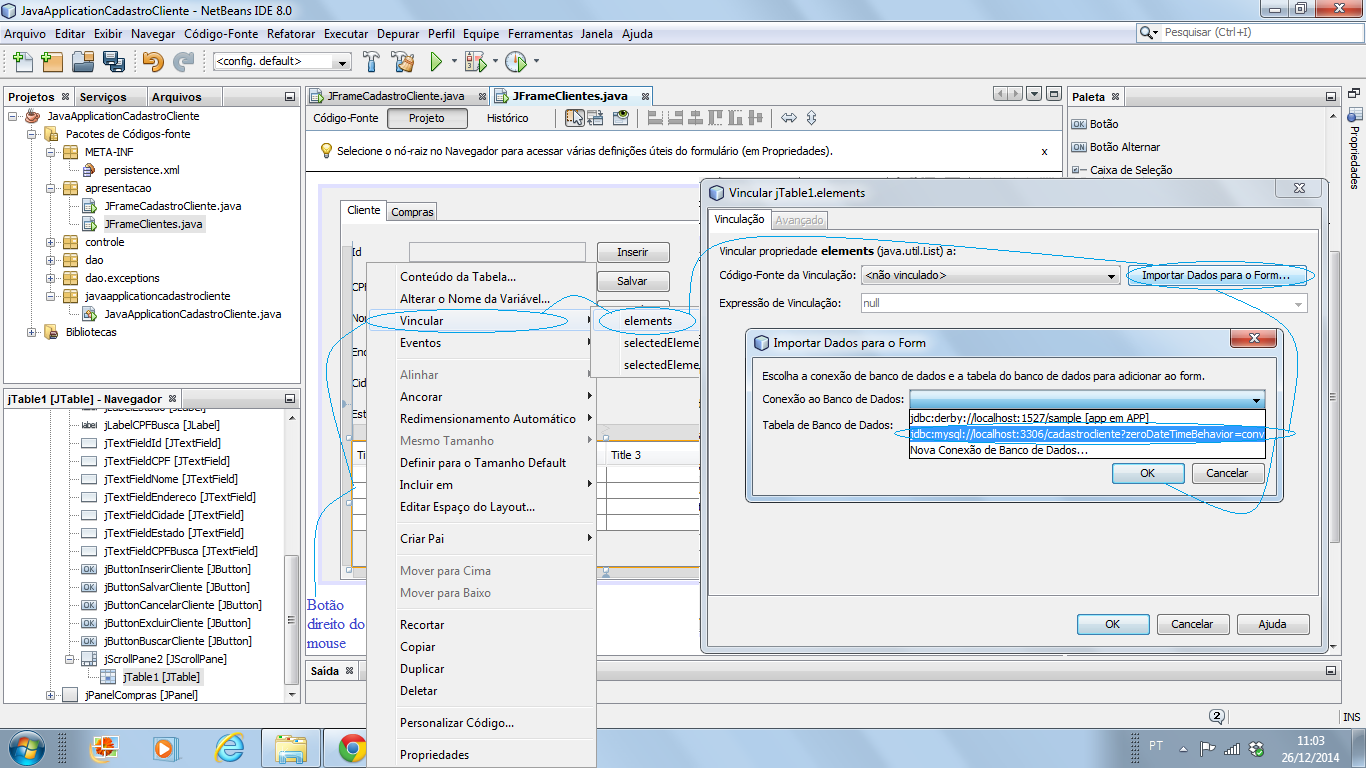 JavaApplicationCadastroCliente - NetBeans IDE 8.0
Arquivo Editar Exibir Navegar Código-Fonte Refatorar Executar Depurar Perfil Equipe Ferramentas Janela Ajuda
Pesquisar (Ctrl+I)
<config. default>
Projetos Serviços Arquivos
JavaApplicationCadastroCliente
Pacotes de Códigos-fonte
META-INF
persistence.xml
apresentacao
JFrameCadastroCliente.java
JFrameClientes.java
controle
dao
dao.exceptions
javaapplicationcadastrocliente
JavaApplicationCadastroCliente.java
Bibliotecas
jTable1 [JTable] - Navegador
jLabelCPFBusca [JLabel]
jTextFieldId [JTextField]
jTextFieldCPF [JTextField]
jTextFieldNome [JTextField]
jTextFieldEndereco [JTextField]
jTextFieldCidade [JTextField]
jTextFieldEstado [JTextField]
jTextFieldCPFBusca [JTextField]
jButtonInserirCliente [JButton]
jButtonSalvarCliente [JButton]
jButtonCancelarCliente [JButton]
jButtonExcluirCliente [JButton]
jButtonBuscarCliente [JButton]
jScrollPane2 [JScrollPane]
jTable1 [JTable]
jPanelCompras [JPanel]
JFrameCadastroCliente.java JFrameClientes.java
Código-Fonte Projeto Histórico
Selecione o nó-raiz no Navegador para acessar várias definições úteis do formulário (em Propriedades). x
Cliente Compras
Id Inserir
Salvar
CP
No
End
Cid
Ti Title 3
Conteúdo da Tabela...
Alterar o Nome da Variável...
Vincular
Eventos
Alinhar
Ancorar
Redimensionamento Automático
Mesmo Tamanho
Definir para o Tamanho Default
Incluir em
Editar Espaço do Layout...
Criar Pai
Mover para Cima
Mover para Baixo
Recortar
Copiar
Duplicar
Deletar
Personalizar Código...
Propriedades
elements
selectedEleme
selectedEleme
Botão
direito do
mouse
Saída
Paleta
OK Botão
ON Botão Alternar
Caixa de Seleção
Propriedades
Vincular jTable1.elements
Vinculação Avançado
Vincular propriedade elements (java.util.List) a:
Código-Fonte da Vinculação: <não vinculado> Importar Dados para o Form...
Expressão de Vinculação: null
Importar Dados para o Form
Escolha a conexão de banco de dados e a tabela do banco de dados para adicionar ao form.
Conexão ao Banco de Dados:
jdbc:derby://localhost:1527/sample [app em APP]
Tabela de Banco de Dados:
jdbc:mysql://localhost:3306/cadastrocliente?zeroDateTimeBehavior=conv
Nova Conexão de Banco de Dados...
OK Cancelar
OK Cancelar Ajuda
2 INS
PT 11:03
26/12/2014